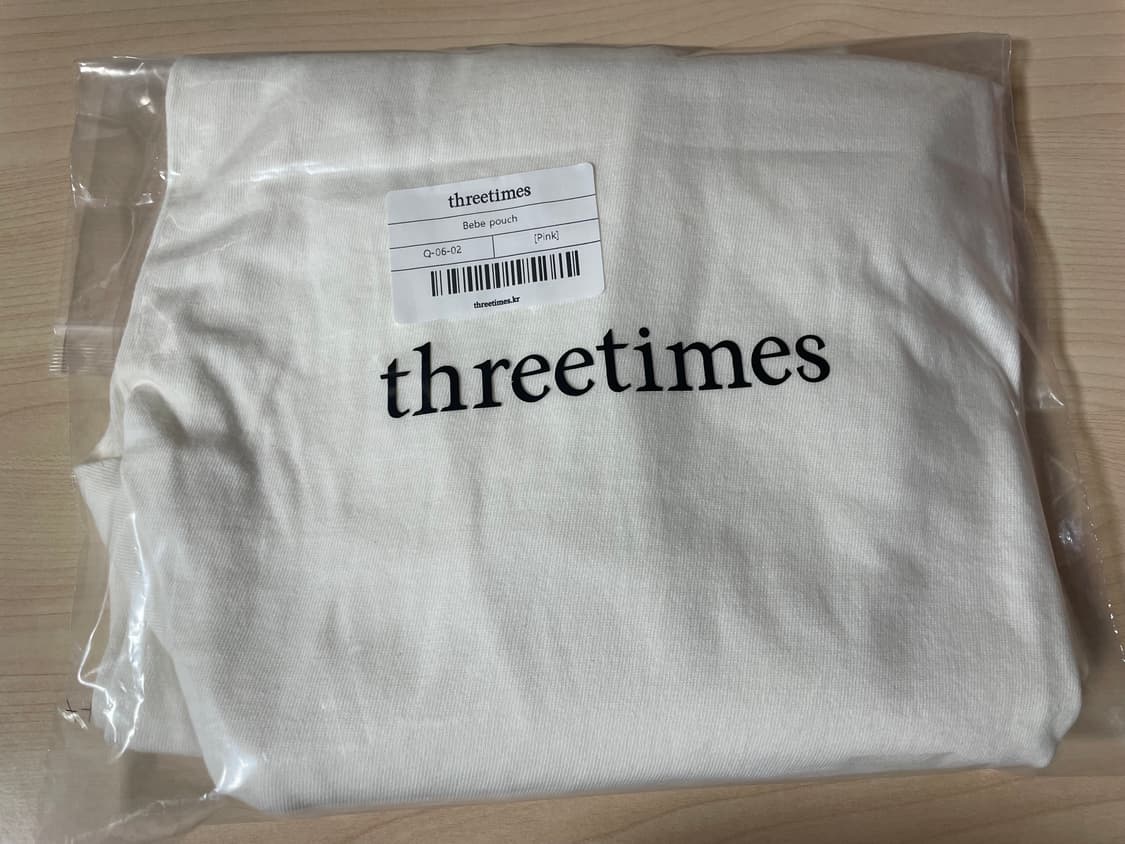 threetimes
Bebe pouch
Q-06-02 [Pink]
threetimes.kr
threetimes